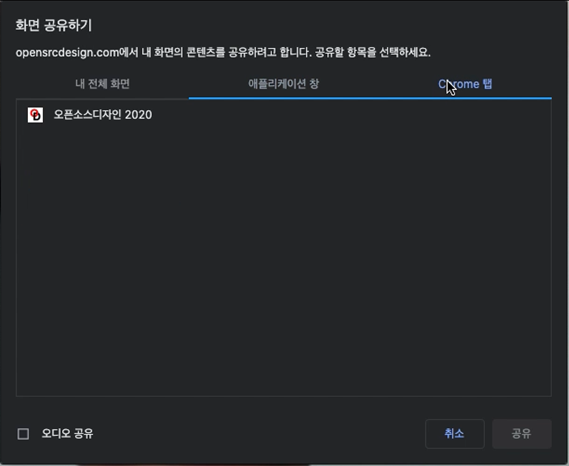 화면 공유하기
opensrcdesign.com에서 내 화면의 콘텐츠를 공유하려고 합니다. 공유할 항목을 선택하세요.
내 전체 화면 애플리케이션 창 Chrome 탭
오픈소스디자인 2020
오디오 공유 취소 공유